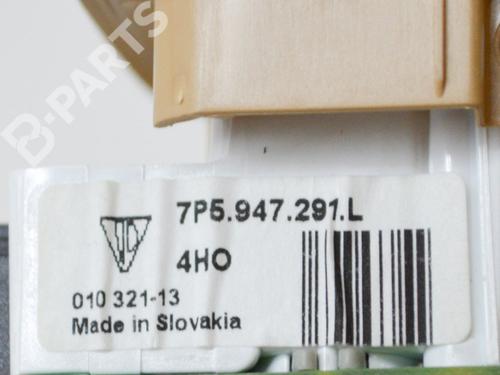 B-PARTS
7P5.947.291.L
4HO
010 321-13
Made in Slovakia